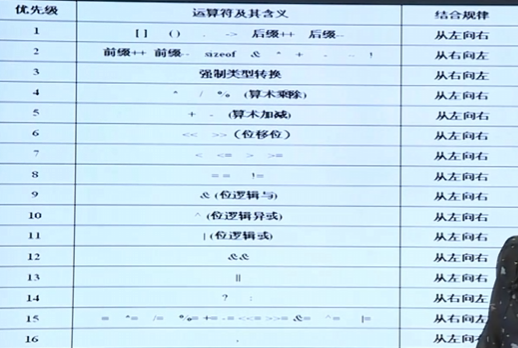 优先级 运算符及其含义 结合规律
1 [] () . -> 后缀++ 后缀-- 从左向右
2 前缀++ 前缀-- sizeof & * + - ~ ! 从右向左
3 强制类型转换 从右向左
4 * / % (算术乘除) 从左向右
5 + - (算术加减) 从左向右
6 << >> (位移位) 从左向右
7 < <= > >= 从左向右
8 == != 从左向右
9 & (位逻辑与) 从左向右
10 ^ (位逻辑异或) 从左向右
11 | (位逻辑或) 从左向右
12 && 从左向右
13 || 从左向右
14 ? : 从右向左
15 = *= /= %= += -= <<= >>= &= ^= |= 从右向左
16 , 从左向右